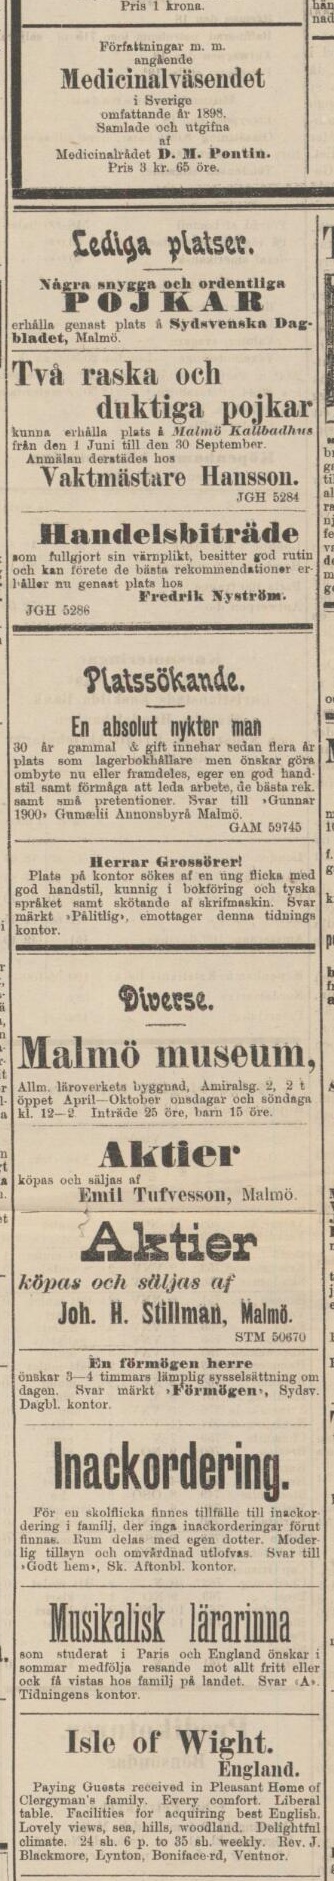 Pris 1 krona.
Författningar m. m.
angående
Medicinalväsendet
i Sverige
omfattande år 1898.
Samlade och utgifna
af
Medicinalrådet D. M. Pontin.
Pris 3 kr. 65 öre.
Lediga platser.
Några snygga och ordentliga
POJKAR
erhålla genast plats å Sydsvenska Dag-
bladet, Malmö.
Två raska och
duktiga pojkar
kunna erhålla plats å Malmö Kallbadhus
från den 1 Juni till den 30 September.
Anmälan derstädes hos
Vaktmästare Hansson.
JGH 5284
Handelsbiträde
som fullgjort sin värnplikt, besitter god rutin
och kan förete de bästa rekommendationer er-
håller nu genast plats hos
Fredrik Nyström.
JGH 5286
Platssökande.
En absolut nykter man
30 år gammal & gift innehar sedan flera år
plats som lagerbokhållare men önskar göra
ombyte nu eller framdeles, eger en god hand-
stil samt förmåga att leda arbete, de bästa rek.
samt små pretentioner. Svar till »Gunnar
1900» Gumælii Annonsbyrå Malmö.
GAM 59745
Herrar Grossörer!
Plats på kontor sökes af en ung flicka med
god handstil, kunnig i bokföring och tyska
språket samt skötande af skrifmaskin. Svar
märkt »Pålitlig», emottager denna tidnings
kontor.
Diverse.
Malmö museum,
Allm. läroverkets byggnad, Amiralsg. 2, 2 t
öppet April—Oktober onsdagar och söndaga
kl. 12—2. Inträde 25 öre, barn 15 öre.
Aktier
köpas och säljas af
Emil Tufvesson, Malmö.
Aktier
köpas och säljas af
Joh. H. Stillman, Malmö.
STM 50670
En förmögen herre
önskar 3—4 timmars lämplig sysselsättning om
dagen. Svar märkt »Förmögen», Sydsv.
Dagbl. kontor.
Inackordering.
För en skolflicka finnes tillfälle till inackor-
dering i familj, der inga inackorderingar förut
finnas. Rum delas med egen dotter. Moder-
lig tillsyn och omvårdnad utlofvas. Svar till
»Godt hem», Sk. Aftonbl. kontor.
Musikalisk lärarinna
som studerat i Paris och England önskar i
sommar medfölja resande mot allt fritt eller
ock få vistas hos familj på landet. Svar »A».
Tidningens kontor.
Isle of Wight.
England.
Paying Guests received in Pleasant Home of
Clergyman's family. Every comfort. Liberal
table. Facilities for acquiring best English.
Lovely views, sea, hills, woodland. Delightful
climate. 24 sh. 6 p. to 35 sh. weekly. Rev. J.
Blackmore, Lynton, Boniface-rd, Ventnor.